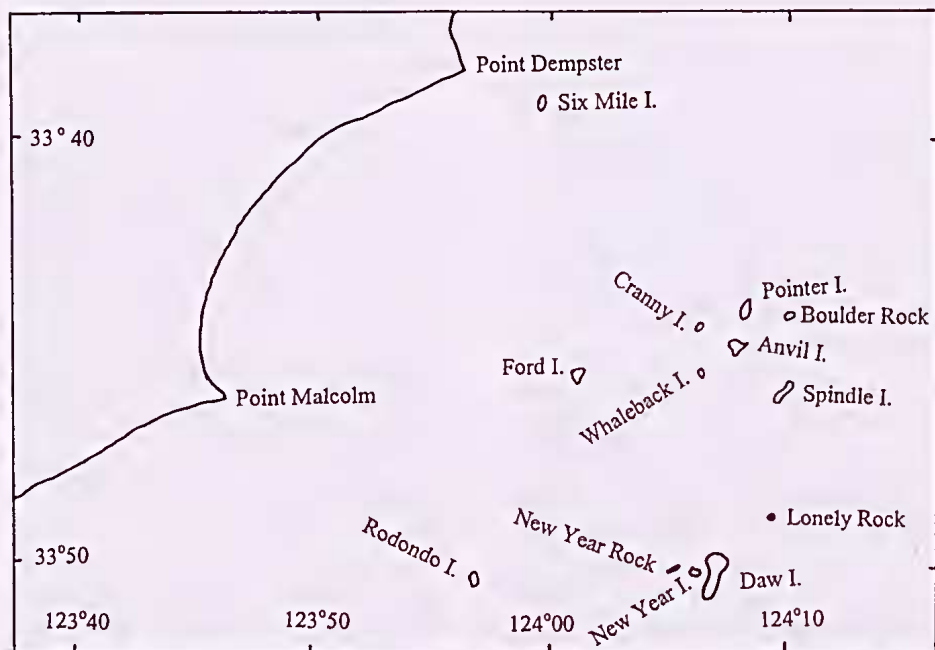 Point Dempster
Six Mile I.
33° 40
Pointer I.
Cranny I.
Boulder Rock
Anvil I.
Ford I.
Whaleback I.
Spindle I.
Point Malcolm
Lonely Rock
New Year Rock
Rodondo I.
33°50
New Year I.
Daw I.
123°40
123°50
124°00
124°10